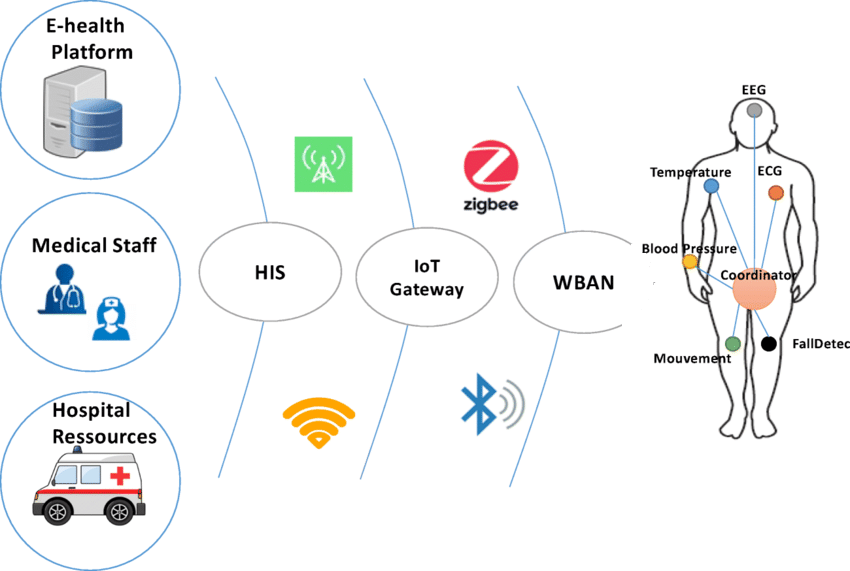 E-health
Platform
Medical Staff
Hospital
Ressources
HIS
IoT
Gateway
WBAN
zigbee
EEG
Temperature
ECG
Blood Pressure
Coordinator
Mouvement
FallDetec